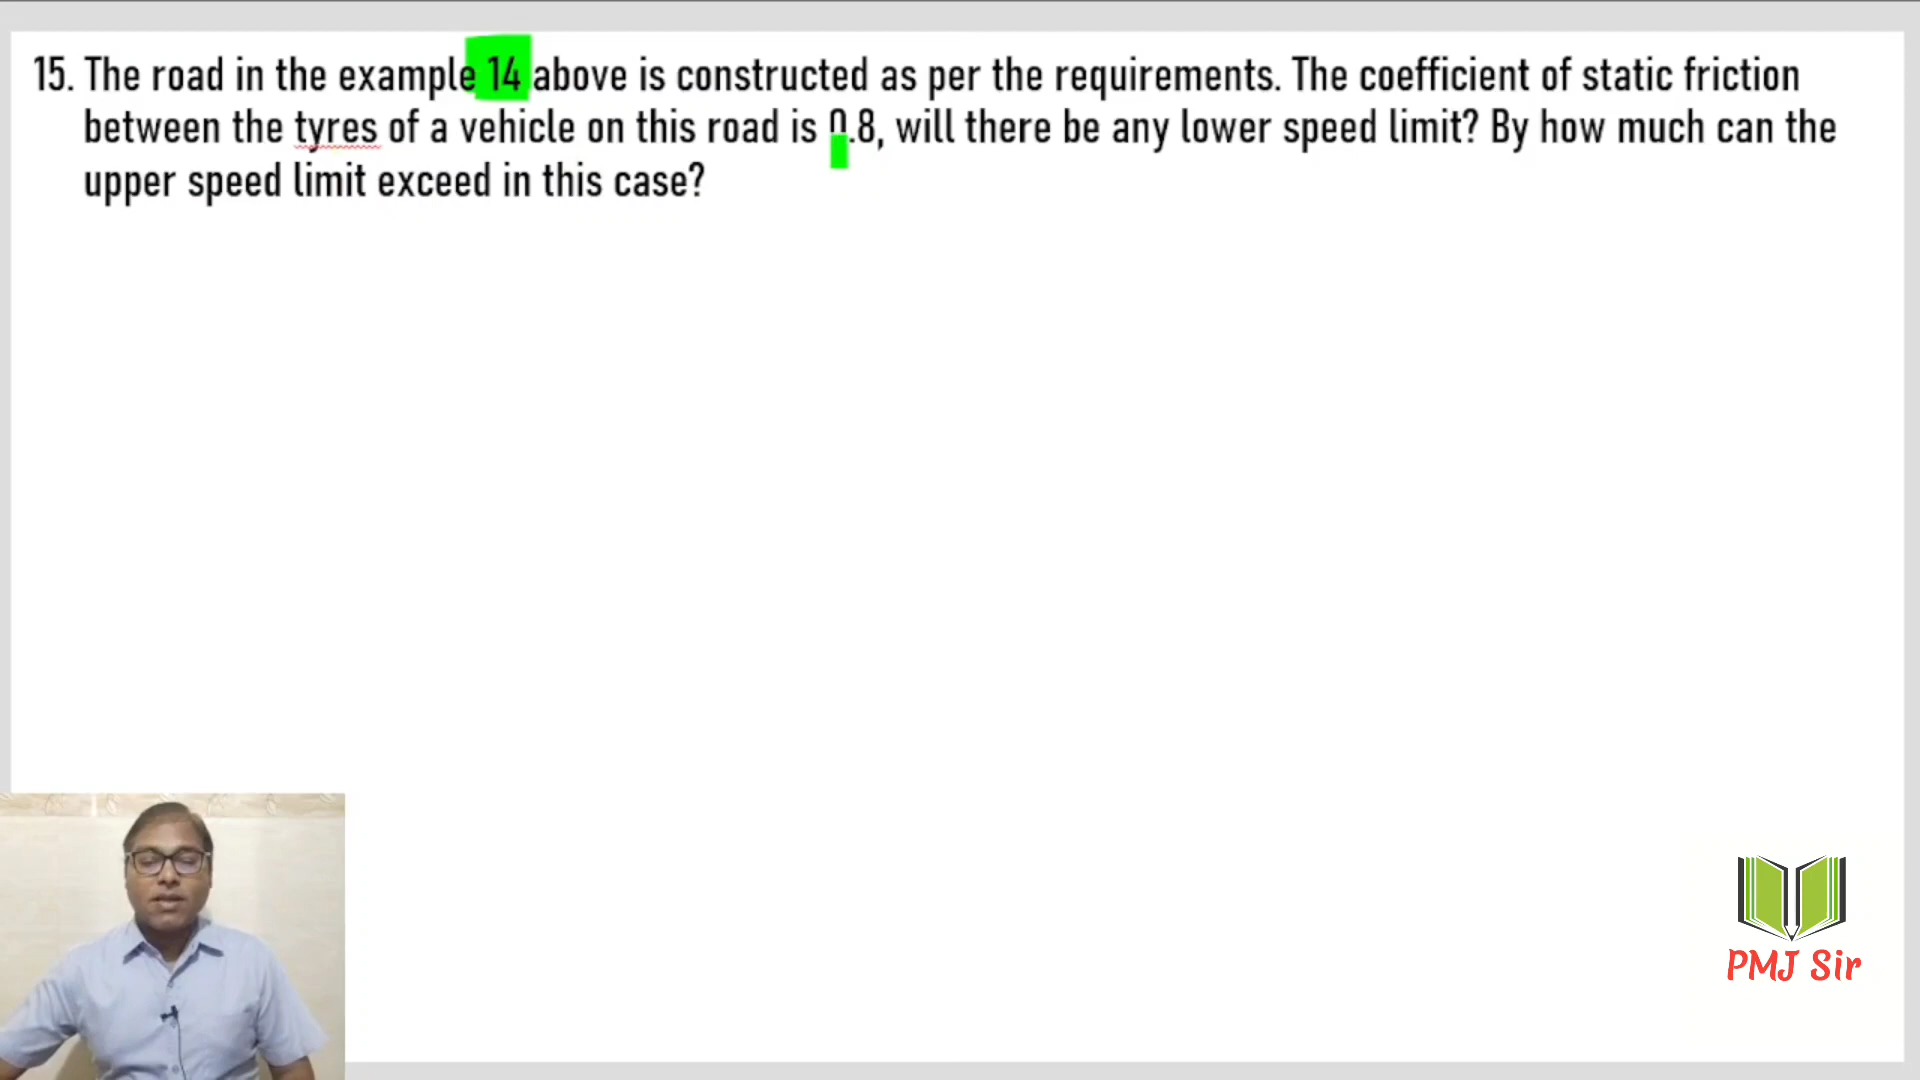 15. The road in the example 14 above is constructed as per the requirements. The coefficient of static friction
between the tyres of a vehicle on this road is 0.8, will there be any lower speed limit? By how much can the
upper speed limit exceed in this case?
PMJ Sir